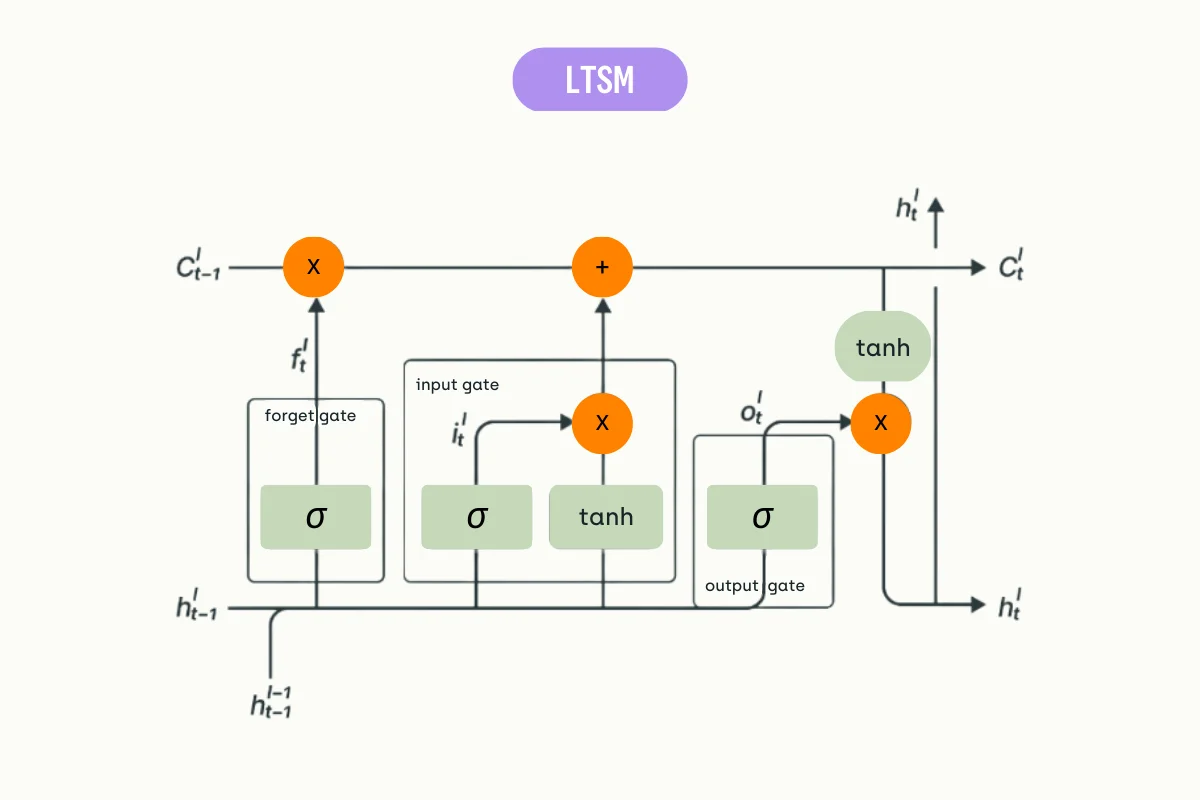 LTSM
h_t^l
C_{t-1}^l
X
+
C_t^l
f_t^l
tanh
input gate
forget gate
i_t^l
X
o_t^l
X
σ
σ
tanh
σ
output gate
h_{t-1}^l
h_t^l
h_{t-1}^{l-1}